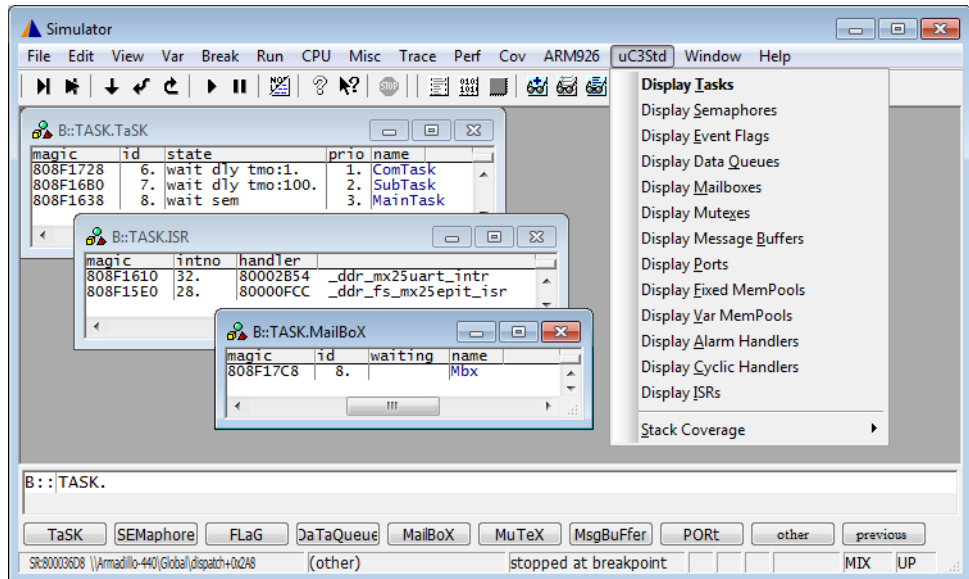 Simulator
File Edit View Var Break Run CPU Misc Trace Perf Cov ARM926 uC3Std Window Help
STOP
Display Tasks
Display Semaphores
Display Event Flags
Display Data Queues
Display Mailboxes
Display Mutexes
Display Message Buffers
Display Ports
Display Fixed MemPools
Display Var MemPools
Display Alarm Handlers
Display Cyclic Handlers
Display ISRs
Stack Coverage
B::TASK.TaSK
magic id state prio name
808F1728 6. wait dly tmo:1. 1. ComTask
808F16B0 7. wait dly tmo:100. 2. SubTask
808F1638 8. wait sem 3. MainTask
B::TASK.ISR
magic intno handler
808F1610 32. 80002B54 _ddr_mx25uart_intr
808F15E0 28. 80000FCC _ddr_fs_mx25epit_isr
B::TASK.MailBoX
magic id waiting name
808F17C8 8. Mbx
B::TASK.
TaSK SEMaphore FLaG DaTaQueue MailBoX MuTeX MsgBuFfer PORt other previous
SR:800036D8 \\Armadillo-440\Global\dispatch+0x2A8 (other) stopped at breakpoint MIX UP